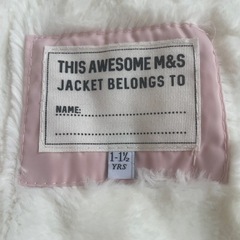 THIS AWESOME M&S
JACKET BELONGS TO
NAME:
1-1½
YRS